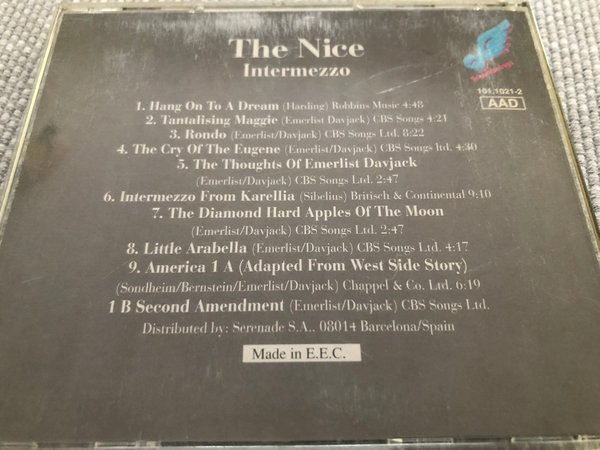 The Nice
Intermezzo
101.1021-2
AAD
1. Hang On To A Dream (Harding) Robbins Music 4:48
2. Tantalising Maggie (Emerlist Davjack) CBS Songs 4:21
3. Rondo (Emerlist/Davjack) CBS Songs Ltd. 8:22
4. The Cry Of The Eugene (Emerlist/Davjack) CBS Songs ltd. 4:30
5. The Thoughts Of Emerlist Davjack
(Emerlist/Davjack) CBS Songs Ltd. 2:47
6. Intermezzo From Karellia (Sibelius) Britisch & Continental 9:10
7. The Diamond Hard Apples Of The Moon
(Emerlist/Davjack) CBS Songs Ltd. 2:47
8. Little Arabella (Emerlist/Davjack) CBS Songs Ltd. 4:17
9. America 1 A (Adapted From West Side Story)
(Sondheim/Bernstein/Emerlist/Davjack) Chappel & Co. Ltd. 6:19
1 B Second Amendment (Emerlist/Davjack) CBS Songs Ltd.
Distributed by: Serenade S.A., 08014 Barcelona/Spain
Made in E.E.C.